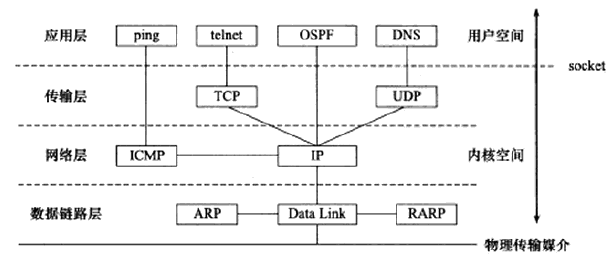 应用层 ping telnet OSPF DNS 用户空间
socket
传输层 TCP UDP
网络层 ICMP IP 内核空间
数据链路层 ARP Data Link RARP
物理传输媒介